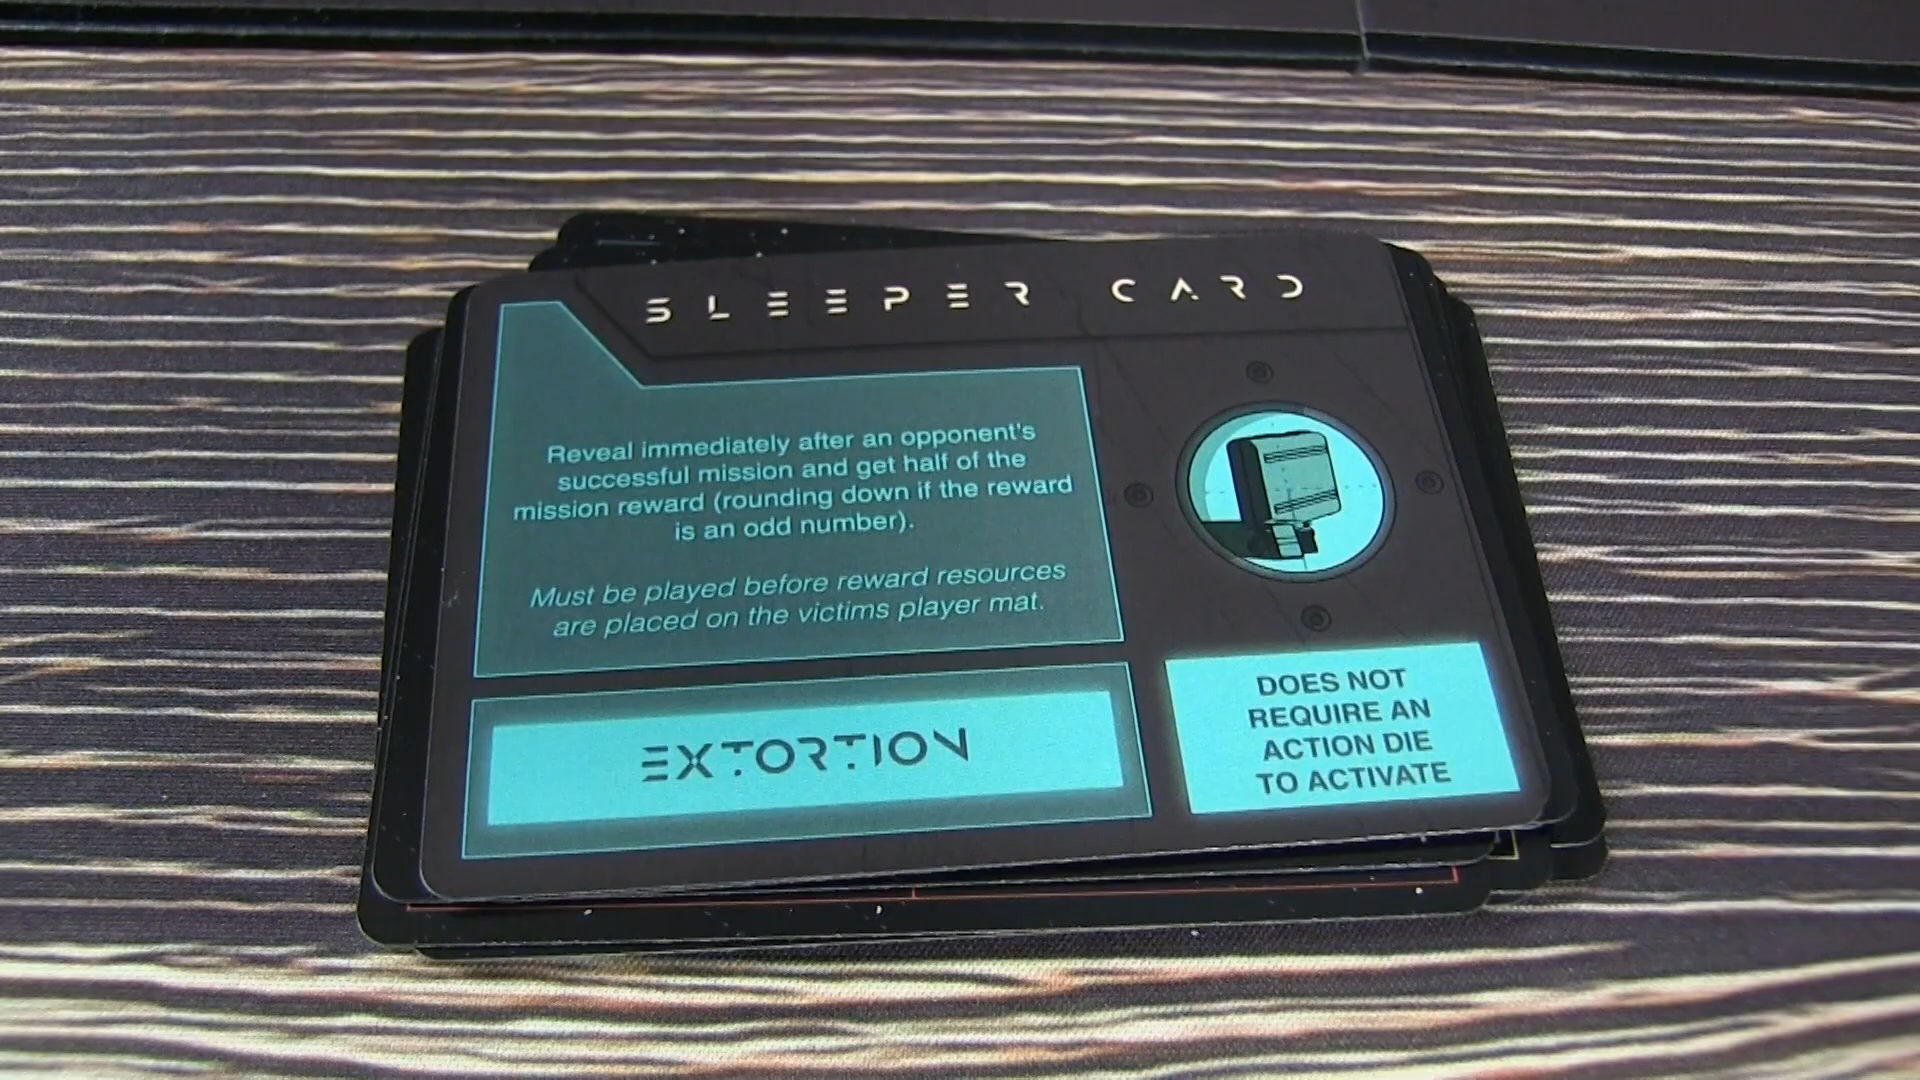 SLEEPER CARD
Reveal immediately after an opponent's
successful mission and get half of the
mission reward (rounding down if the reward
is an odd number).
Must be played before reward resources
are placed on the victims player mat.
EXTORTION
DOES NOT
REQUIRE AN
ACTION DIE
TO ACTIVATE